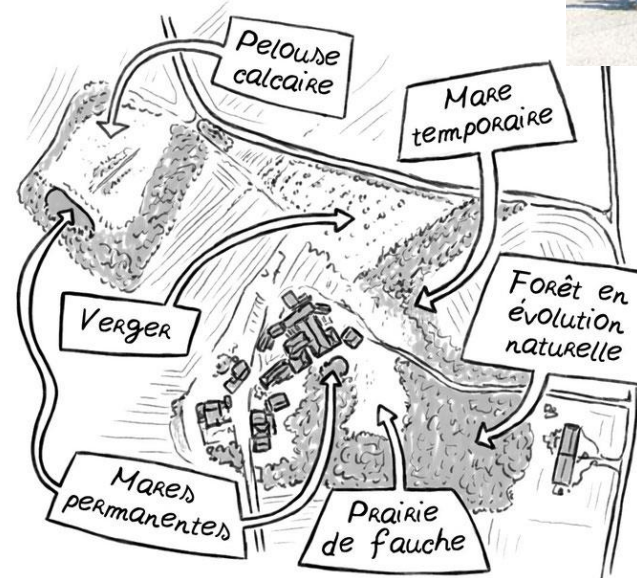 Pelouse
calcaire
Mare
temporaire
Verger
Forêt en
évolution
naturelle
Mares
permanentes
Prairie
de fauche